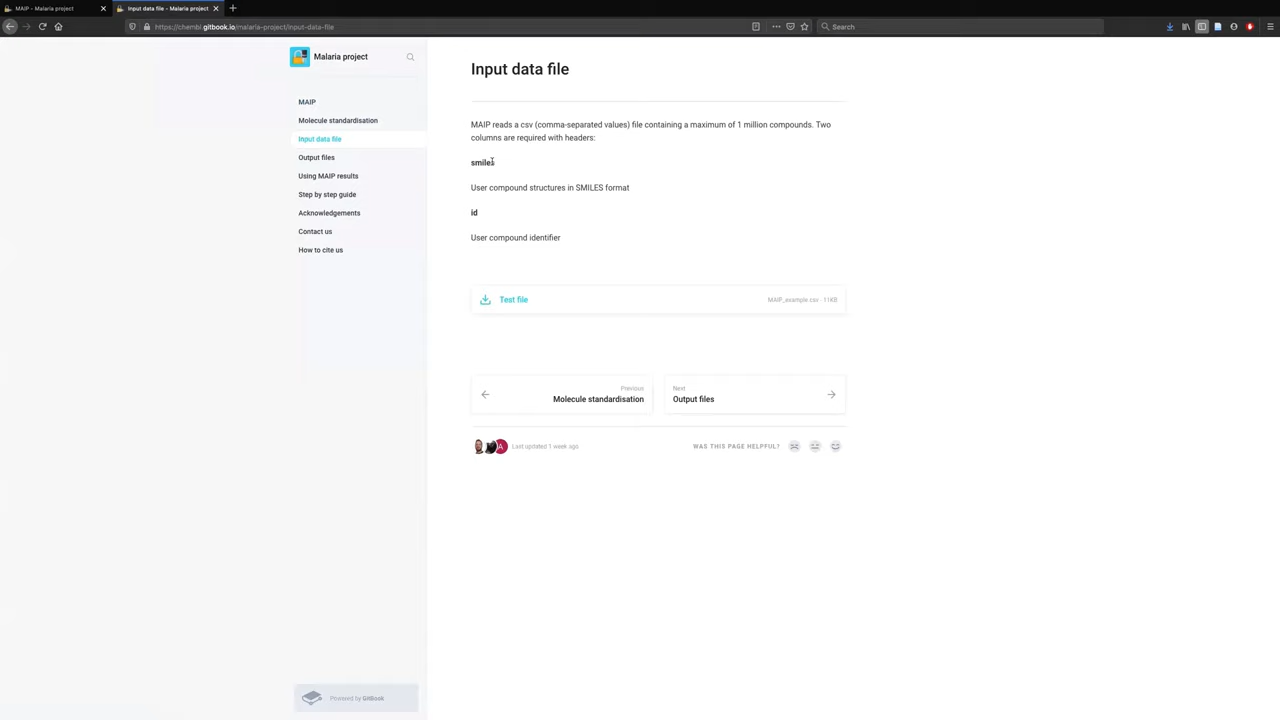 MAIP - Malaria project
Input data file - Malaria project
https://chembl.gitbook.io/malaria-project/input-data-file
Search
Malaria project
MAIP
Molecule standardisation
Input data file
Output files
Using MAIP results
Step by step guide
Acknowledgements
Contact us
How to cite us
Powered by GitBook
Input data file
MAIP reads a csv (comma-separated values) file containing a maximum of 1 million compounds. Two
columns are required with headers:
smiles
User compound structures in SMILES format
id
User compound identifier
Test file
MAIP_example.csv - 11KB
Previous
Molecule standardisation
Next
Output files
A
Last updated 1 week ago
WAS THIS PAGE HELPFUL?